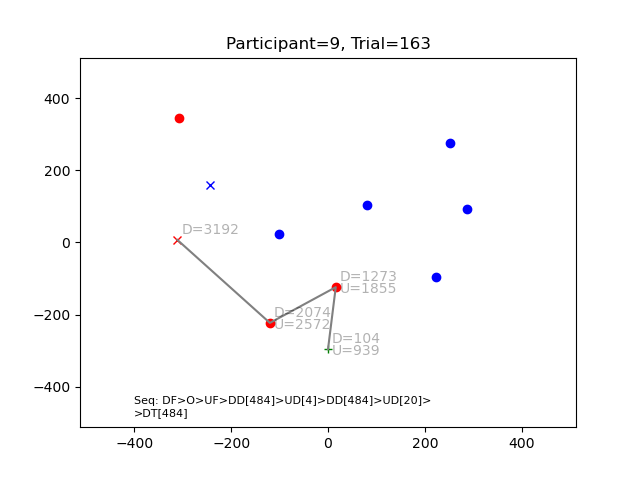 Participant=9, Trial=163
400
200
0
−200
−400
D=3192
D=1273
U=1855
D=2074
U=2572
D=104
U=939
Seq: DF>O>UF>DD[484]>UD[4]>DD[484]>UD[20]>
>DT[484]
−400 −200 0 200 400